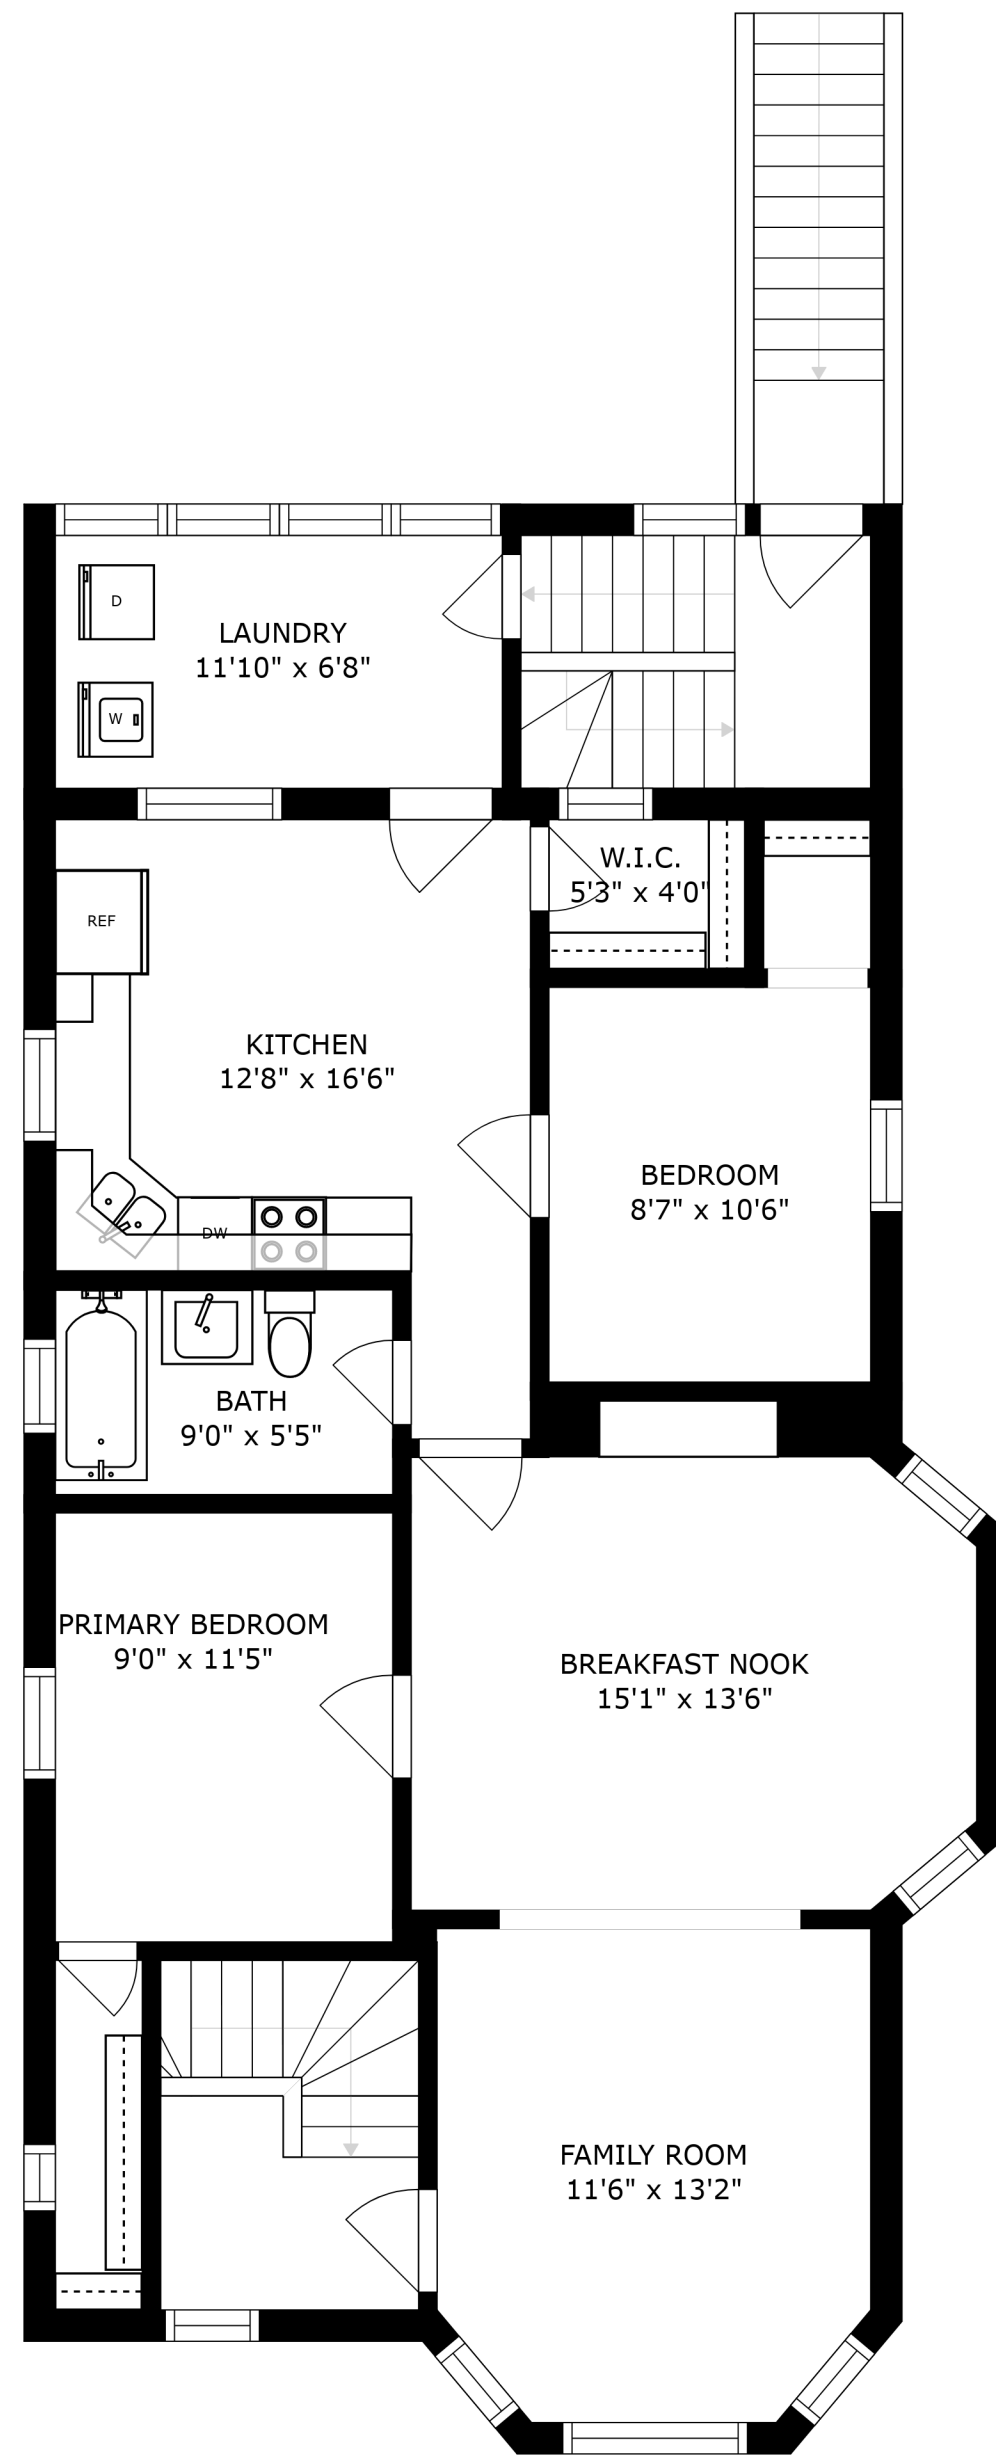 D
LAUNDRY
11'10" x 6'8"
W
W.I.C.
5'3" x 4'0"
REF
KITCHEN
12'8" x 16'6"
BEDROOM
8'7" x 10'6"
DW
BATH
9'0" x 5'5"
PRIMARY BEDROOM
9'0" x 11'5"
BREAKFAST NOOK
15'1" x 13'6"
FAMILY ROOM
11'6" x 13'2"